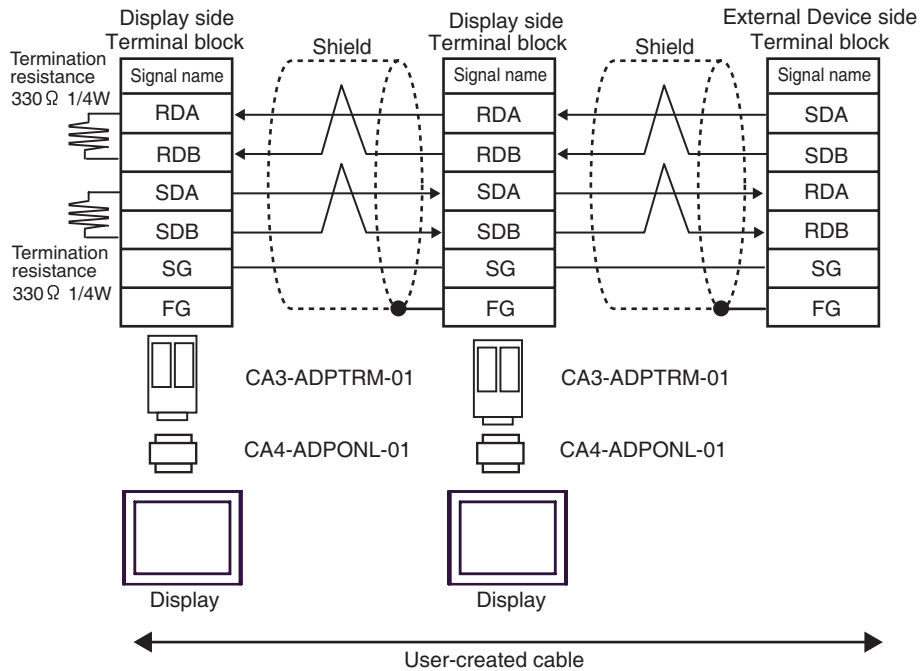 Display side
Terminal block
Display side
Terminal block
External Device side
Terminal block
Shield
Shield
Termination
resistance
330Ω 1/4W
Signal name
RDA
RDB
SDA
SDB
SG
FG
Signal name
RDA
RDB
SDA
SDB
SG
FG
Signal name
SDA
SDB
RDA
RDB
SG
FG
Termination
resistance
330Ω 1/4W
CA3-ADPTRM-01
CA3-ADPTRM-01
CA4-ADPONL-01
CA4-ADPONL-01
Display
Display
User-created cable